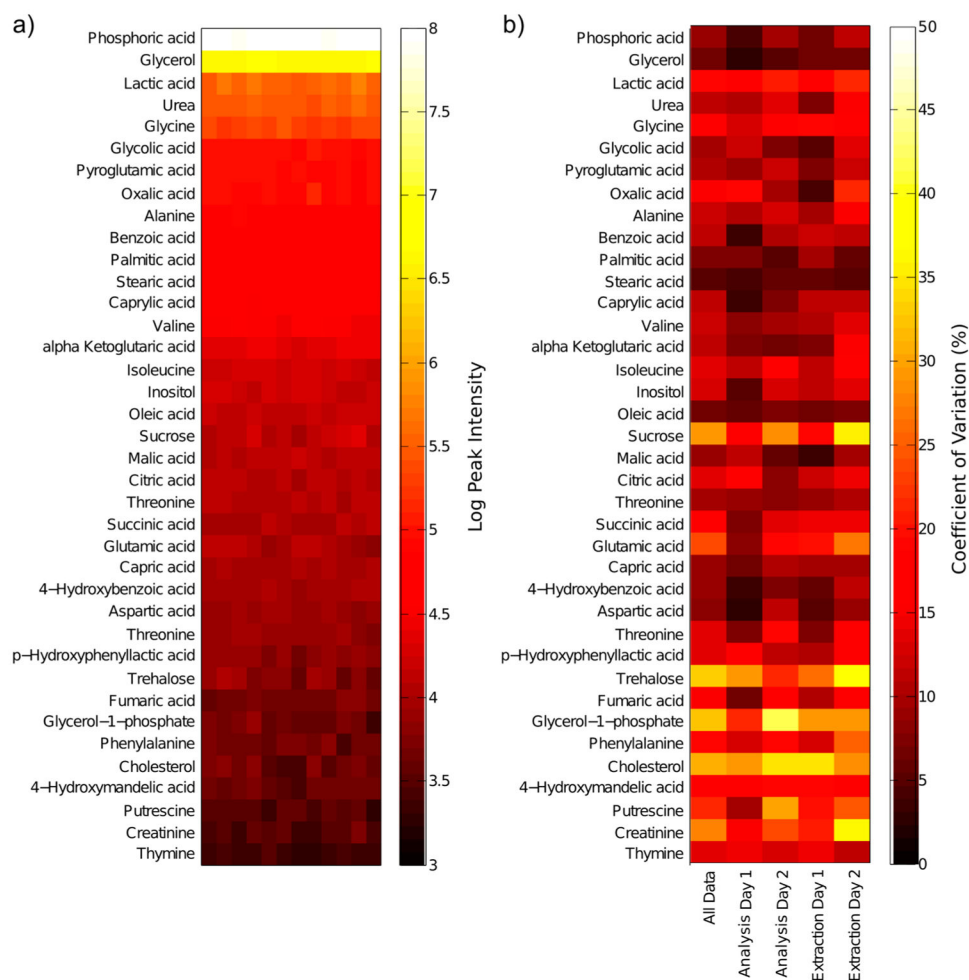 a)
Phosphoric acid
Glycerol
Lactic acid
Urea
Glycine
Glycolic acid
Pyroglutamic acid
Oxalic acid
Alanine
Benzoic acid
Palmitic acid
Stearic acid
Caprylic acid
Valine
alpha Ketoglutaric acid
Isoleucine
Inositol
Oleic acid
Sucrose
Malic acid
Citric acid
Threonine
Succinic acid
Glutamic acid
Capric acid
4−Hydroxybenzoic acid
Aspartic acid
Threonine
p−Hydroxyphenyllactic acid
Trehalose
Fumaric acid
Glycerol−1−phosphate
Phenylalanine
Cholesterol
4−Hydroxymandelic acid
Putrescine
Creatinine
Thymine
8
7.5
7
6.5
6
5.5
5
4.5
4
3.5
3
Log Peak Intensity
b)
Phosphoric acid
Glycerol
Lactic acid
Urea
Glycine
Glycolic acid
Pyroglutamic acid
Oxalic acid
Alanine
Benzoic acid
Palmitic acid
Stearic acid
Caprylic acid
Valine
alpha Ketoglutaric acid
Isoleucine
Inositol
Oleic acid
Sucrose
Malic acid
Citric acid
Threonine
Succinic acid
Glutamic acid
Capric acid
4−Hydroxybenzoic acid
Aspartic acid
Threonine
p−Hydroxyphenyllactic acid
Trehalose
Fumaric acid
Glycerol−1−phosphate
Phenylalanine
Cholesterol
4−Hydroxymandelic acid
Putrescine
Creatinine
Thymine
All Data
Analysis Day 1
Analysis Day 2
Extraction Day 1
Extraction Day 2
50
45
40
35
30
25
20
15
10
5
0
Coefficient of Variation (%)